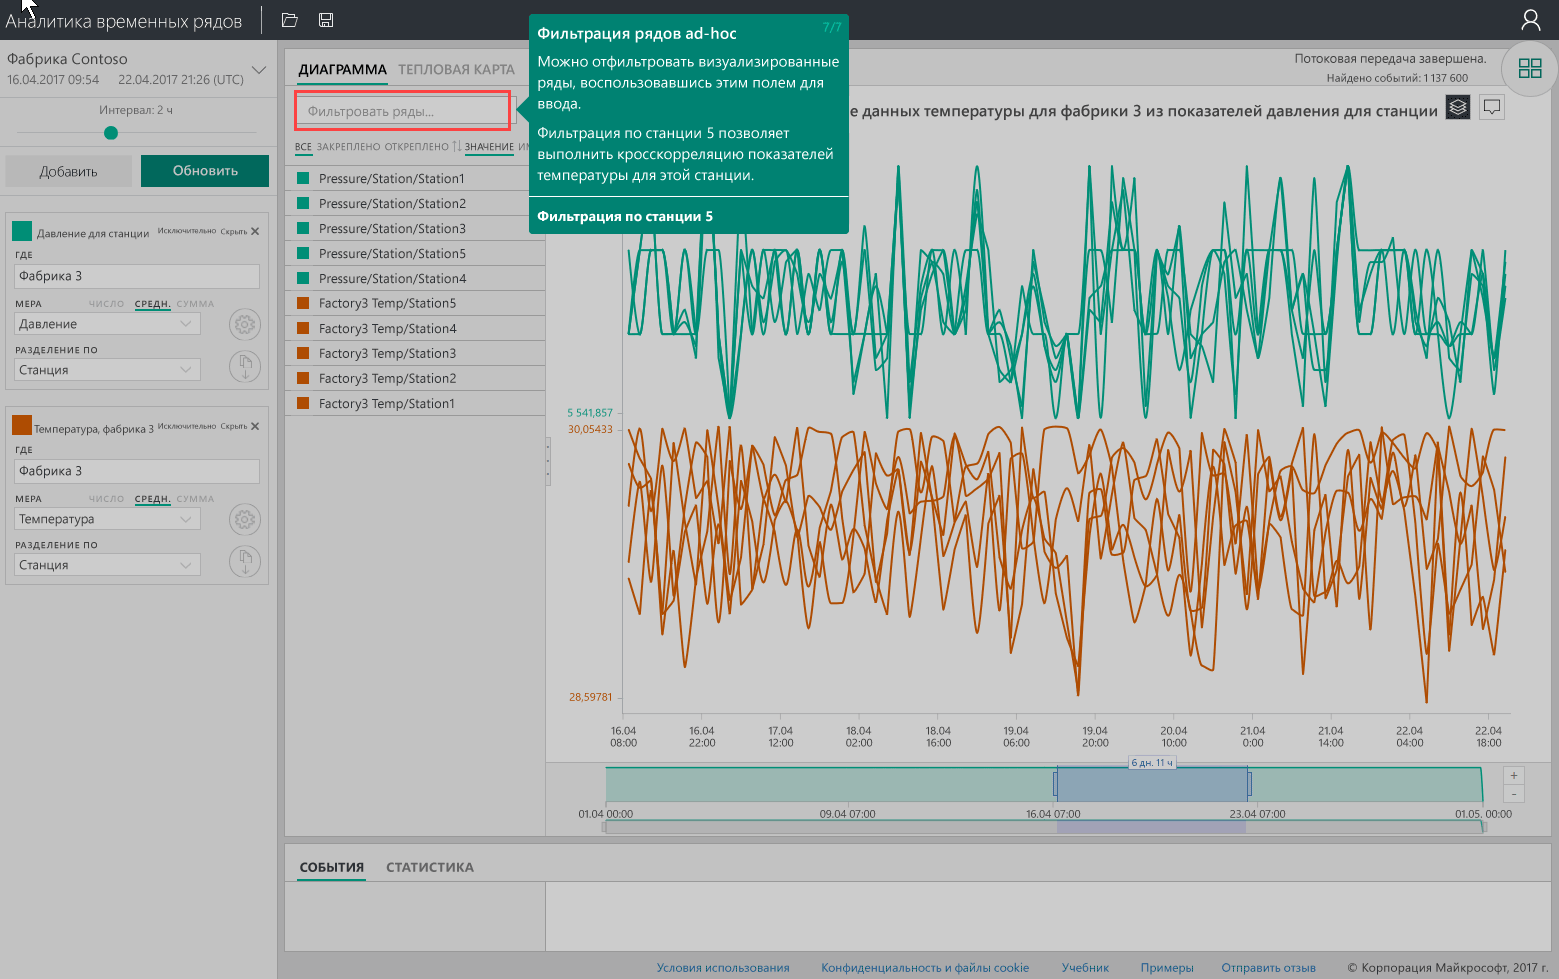 Аналитика временных рядов
Фабрика Contoso
16.04.2017 09:54 22.04.2017 21:26 (UTC)
Интервал: 2 ч
Добавить
Обновить
Давление для станции Исключительно Скрыть
ГДЕ
Фабрика 3
МЕРА ЧИСЛО СРЕДН. СУММА
Давление
РАЗДЕЛЕНИЕ ПО
Станция
Температура, фабрика 3 Исключительно Скрыть
ГДЕ
Фабрика 3
МЕРА ЧИСЛО СРЕДН. СУММА
Температура
РАЗДЕЛЕНИЕ ПО
Станция
ДИАГРАММА ТЕПЛОВАЯ КАРТА
Фильтровать ряды...
ВСЕ ЗАКРЕПЛЕНО ОТКРЕПЛЕНО ЗНАЧЕНИЕ
Pressure/Station/Station1
Pressure/Station/Station2
Pressure/Station/Station3
Pressure/Station/Station5
Pressure/Station/Station4
Factory3 Temp/Station5
Factory3 Temp/Station4
Factory3 Temp/Station3
Factory3 Temp/Station2
Factory3 Temp/Station1
7/7
Фильтрация рядов ad-hoc
Можно отфильтровать визуализированные
ряды, воспользовавшись этим полем для
ввода.
Фильтрация по станции 5 позволяет
выполнить кросскорреляцию показателей
температуры для этой станции.
Фильтрация по станции 5
Потоковая передача завершена.
Найдено событий: 1 137 600
е данных температуры для фабрики 3 из показателей давления для станции
5 541,857
30,05433
28,59781
16.04 16.04 17.04 18.04 18.04 19.04 19.04 20.04 21.04 21.04 22.04 22.04
08:00 22:00 12:00 02:00 16:00 06:00 20:00 10:00 0:00 14:00 04:00 18:00
6 дн. 11 ч
+
-
01.04 00:00 09.04 07:00 16.04 07:00 23.04 07:00 01.05. 00:00
СОБЫТИЯ СТАТИСТИКА
Условия использования Конфиденциальность и файлы cookie Учебник Примеры Отправить отзыв © Корпорация Майкрософт, 2017 г.